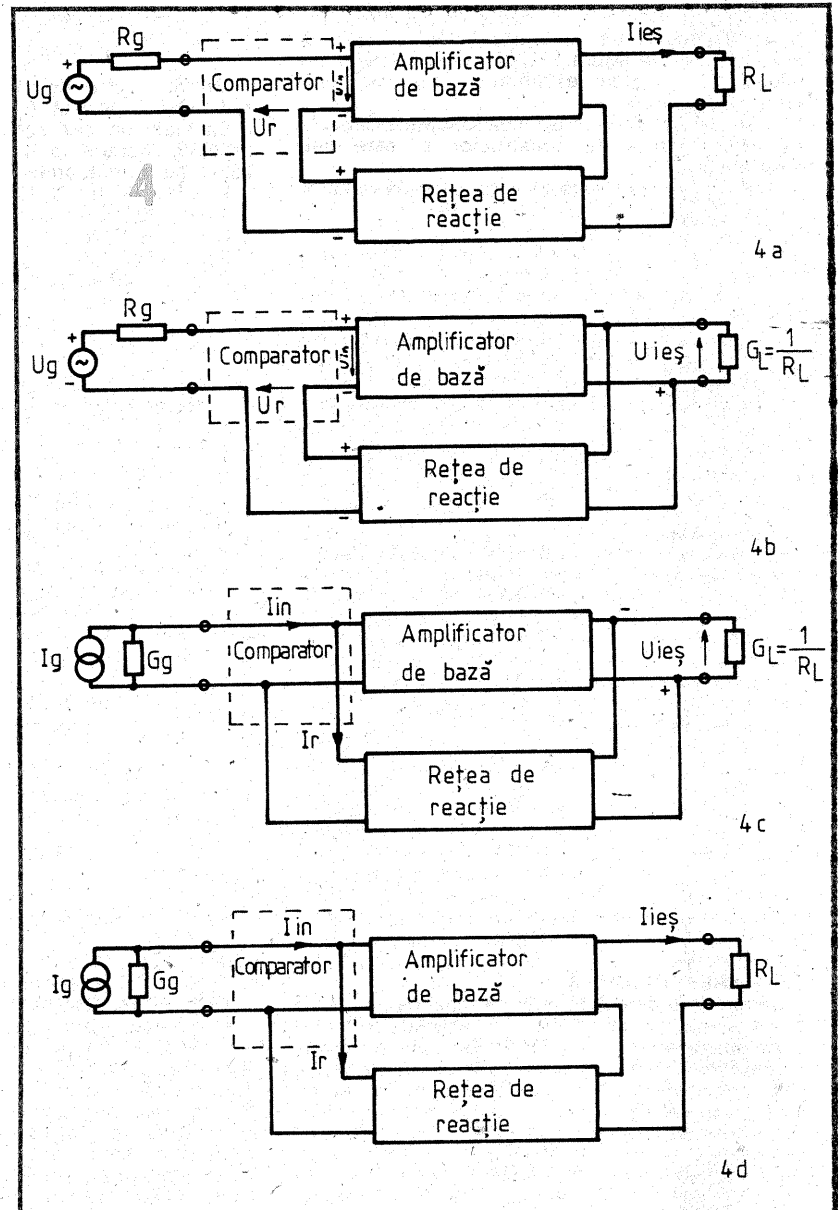 Rg
+
Ug
-
Comparator
Ur
+
ξ
-
Amplificator
de bază
Iieș
RL
4
+
Rețea de
reacție
-
4a
Rg
+
Ug
-
Comparator
Ur
+
ξ
-
Amplificator
de bază
-
Uieș
+
GL=1/RL
+
Rețea de
reacție
-
4b
Ig
Gg
Iin
Comparator
Ir
Amplificator
de bază
-
Uieș
+
GL=1/RL
Rețea de
reacție
4c
Ig
Gg
Iin
Comparator
Ir
Amplificator
de bază
Iieș
RL
Rețea de
reacție
4d